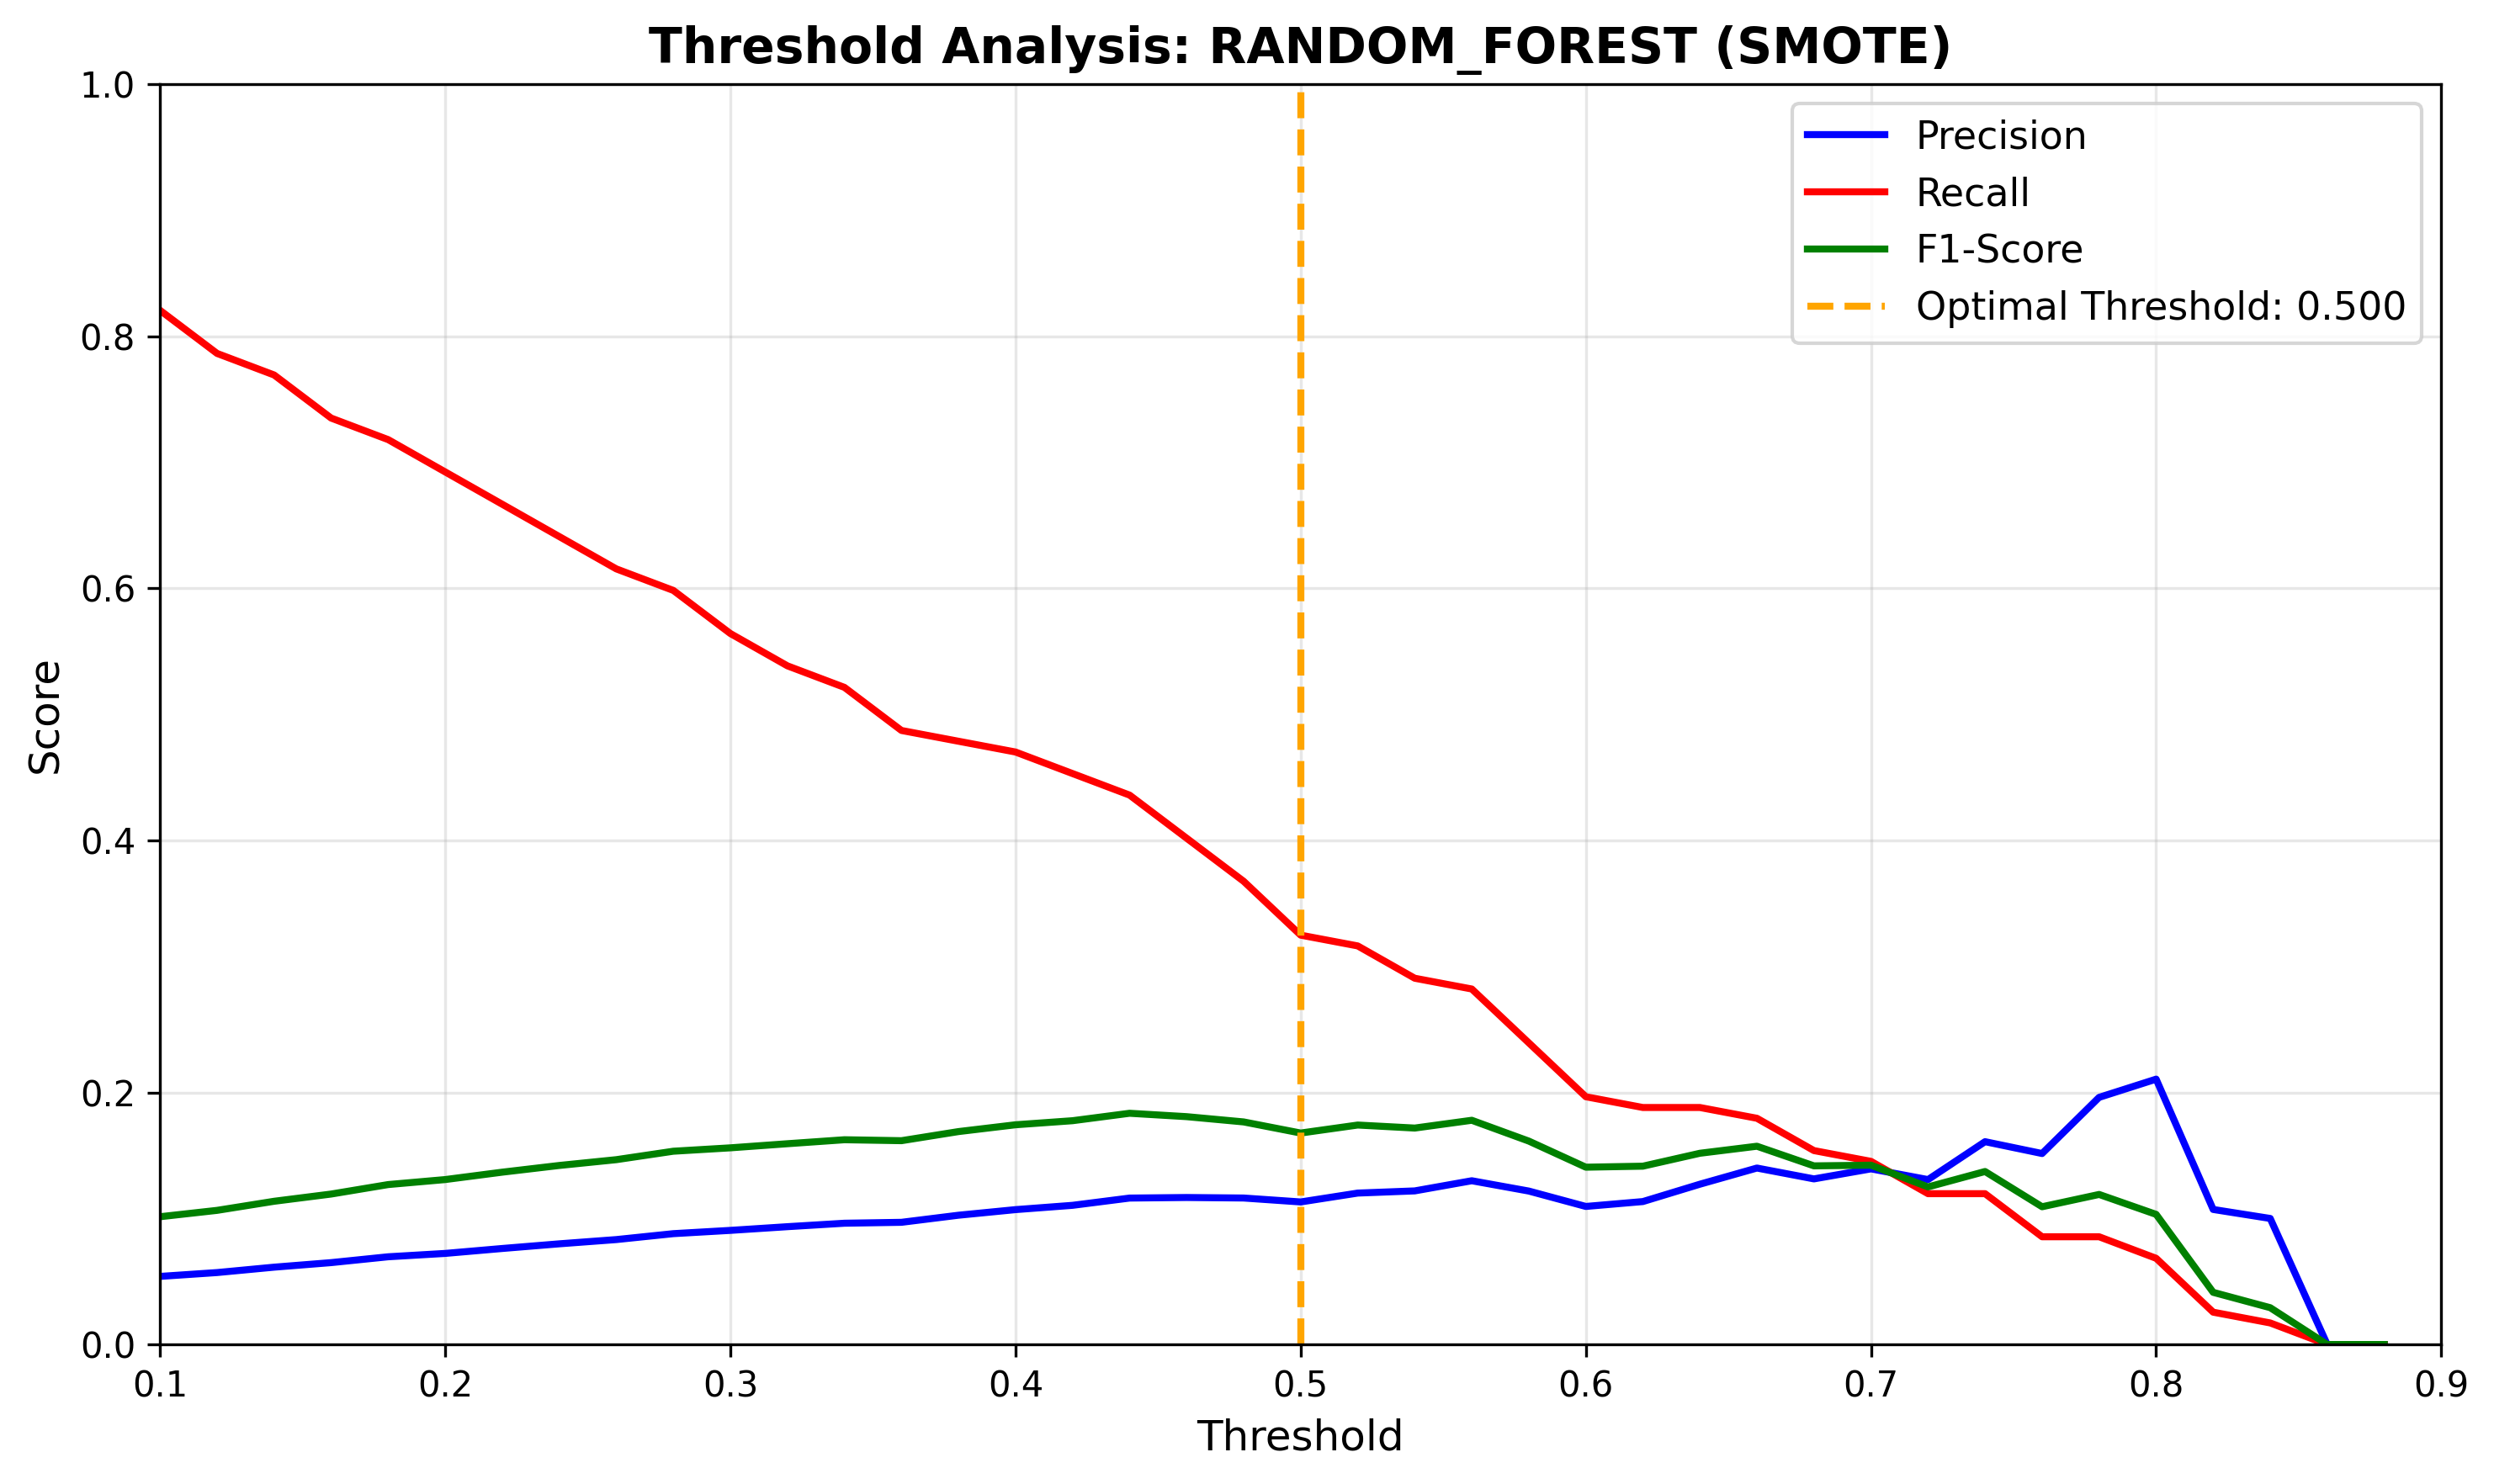 Threshold Analysis: RANDOM_FOREST (SMOTE)
1.0
0.8
0.6
0.4
0.2
0.0
Score
Precision
Recall
F1-Score
Optimal Threshold: 0.500
0.1 0.2 0.3 0.4 0.5 0.6 0.7 0.8 0.9
Threshold